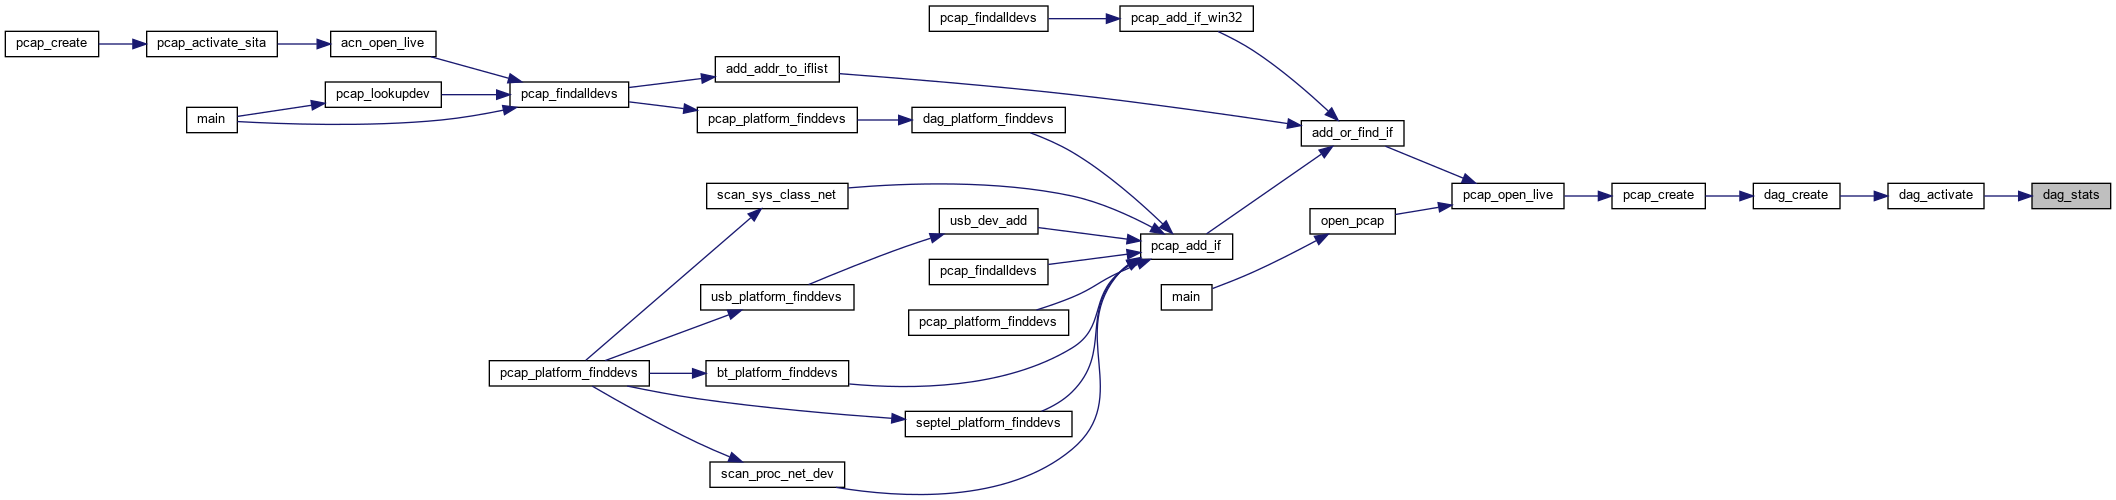 pcap_findalldevs
pcap_add_if_win32
pcap_create
pcap_activate_sita
acn_open_live
add_addr_to_iflist
pcap_lookupdev
pcap_findalldevs
main
pcap_platform_finddevs
dag_platform_finddevs
add_or_find_if
scan_sys_class_net
pcap_open_live
pcap_create
dag_create
dag_activate
dag_stats
usb_dev_add
open_pcap
pcap_add_if
pcap_findalldevs
usb_platform_finddevs
main
pcap_platform_finddevs
pcap_platform_finddevs
bt_platform_finddevs
septel_platform_finddevs
scan_proc_net_dev